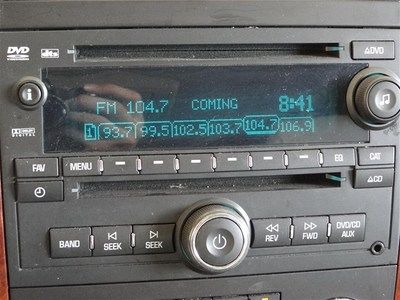 DVD dts ≜DVD
i
FM 104.7 COMING 8:41
1 93.7 99.5 102.5 103.7 104.7 106.9
FAV MENU EQ CAT
≜CD
BAND SEEK SEEK REV FWD DVD/CD
AUX